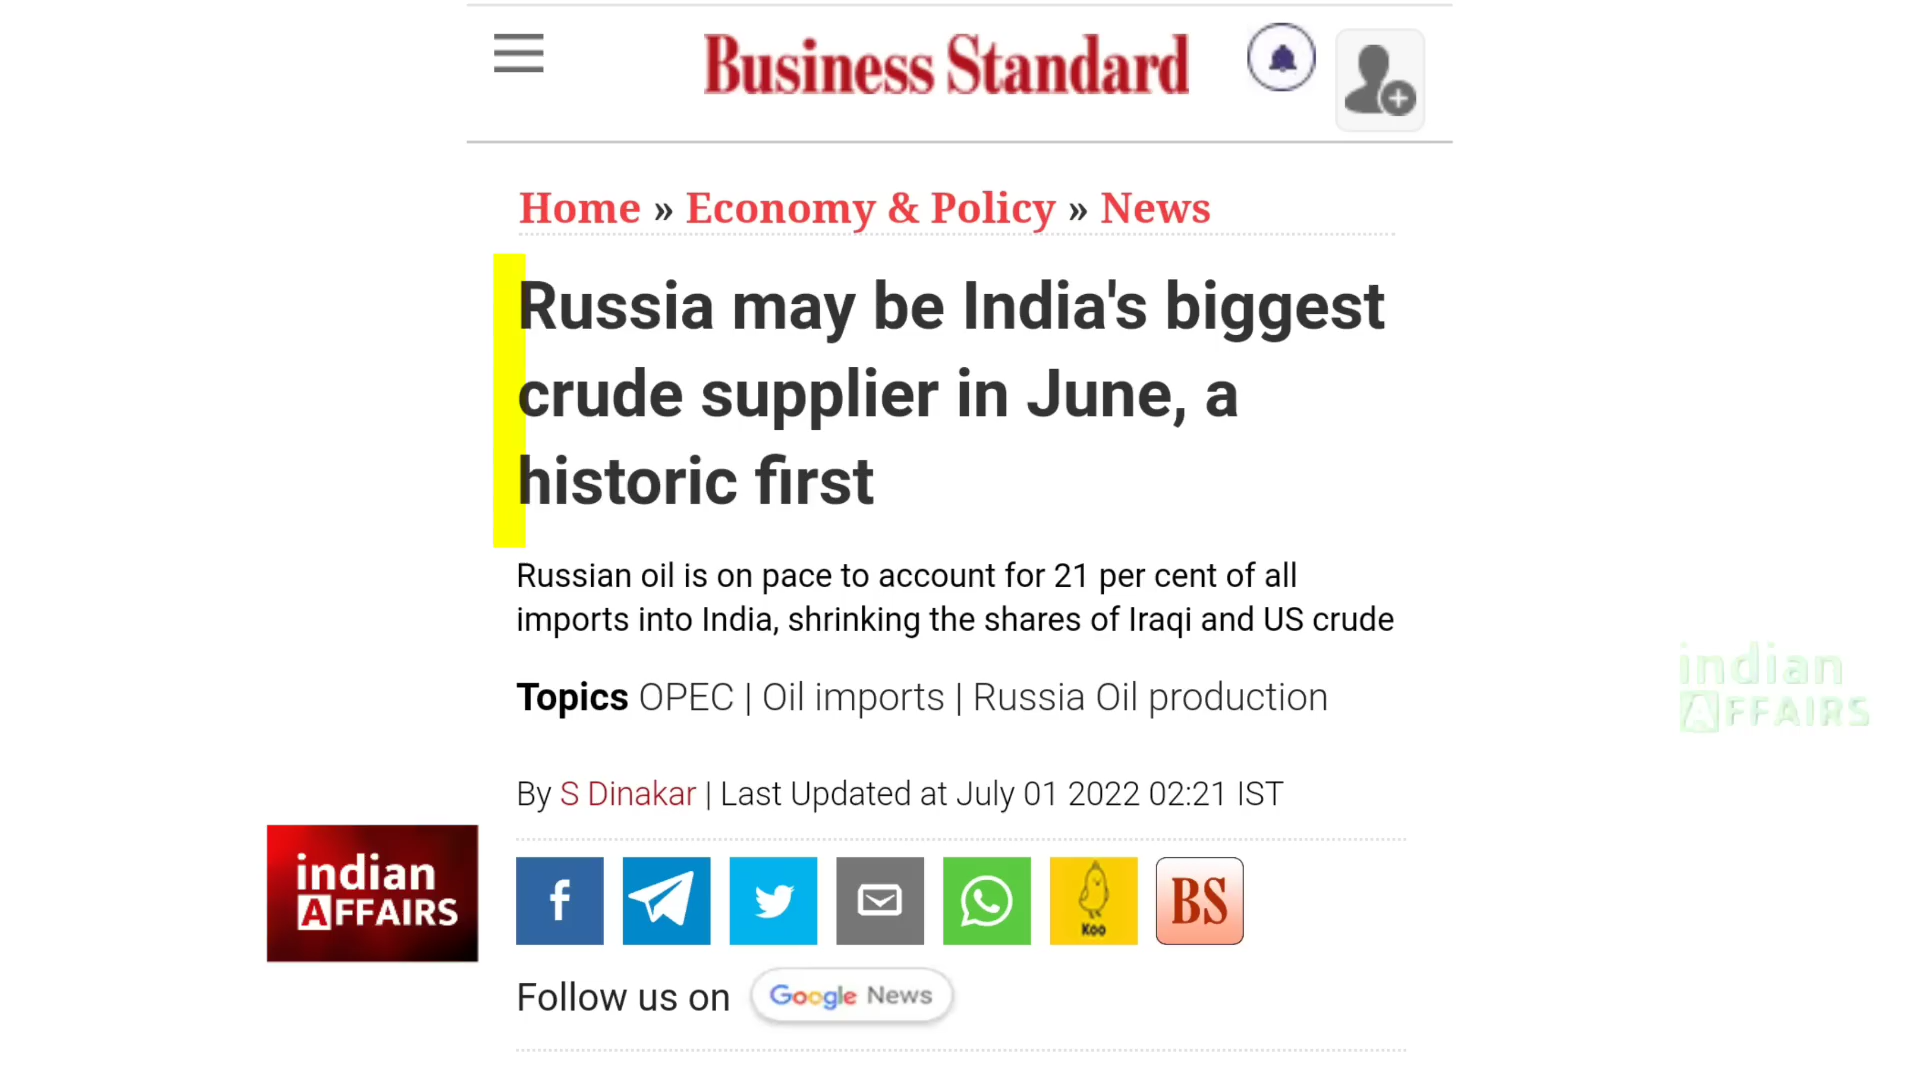 Business Standard
Home » Economy & Policy » News
Russia may be India's biggest
crude supplier in June, a
historic first
Russian oil is on pace to account for 21 per cent of all
imports into India, shrinking the shares of Iraqi and US crude
Topics OPEC | Oil imports | Russia Oil production
By S Dinakar | Last Updated at July 01 2022 02:21 IST
indian
AFFAIRS
f
Koo
BS
Follow us on Google News
indian
AFFAIRS